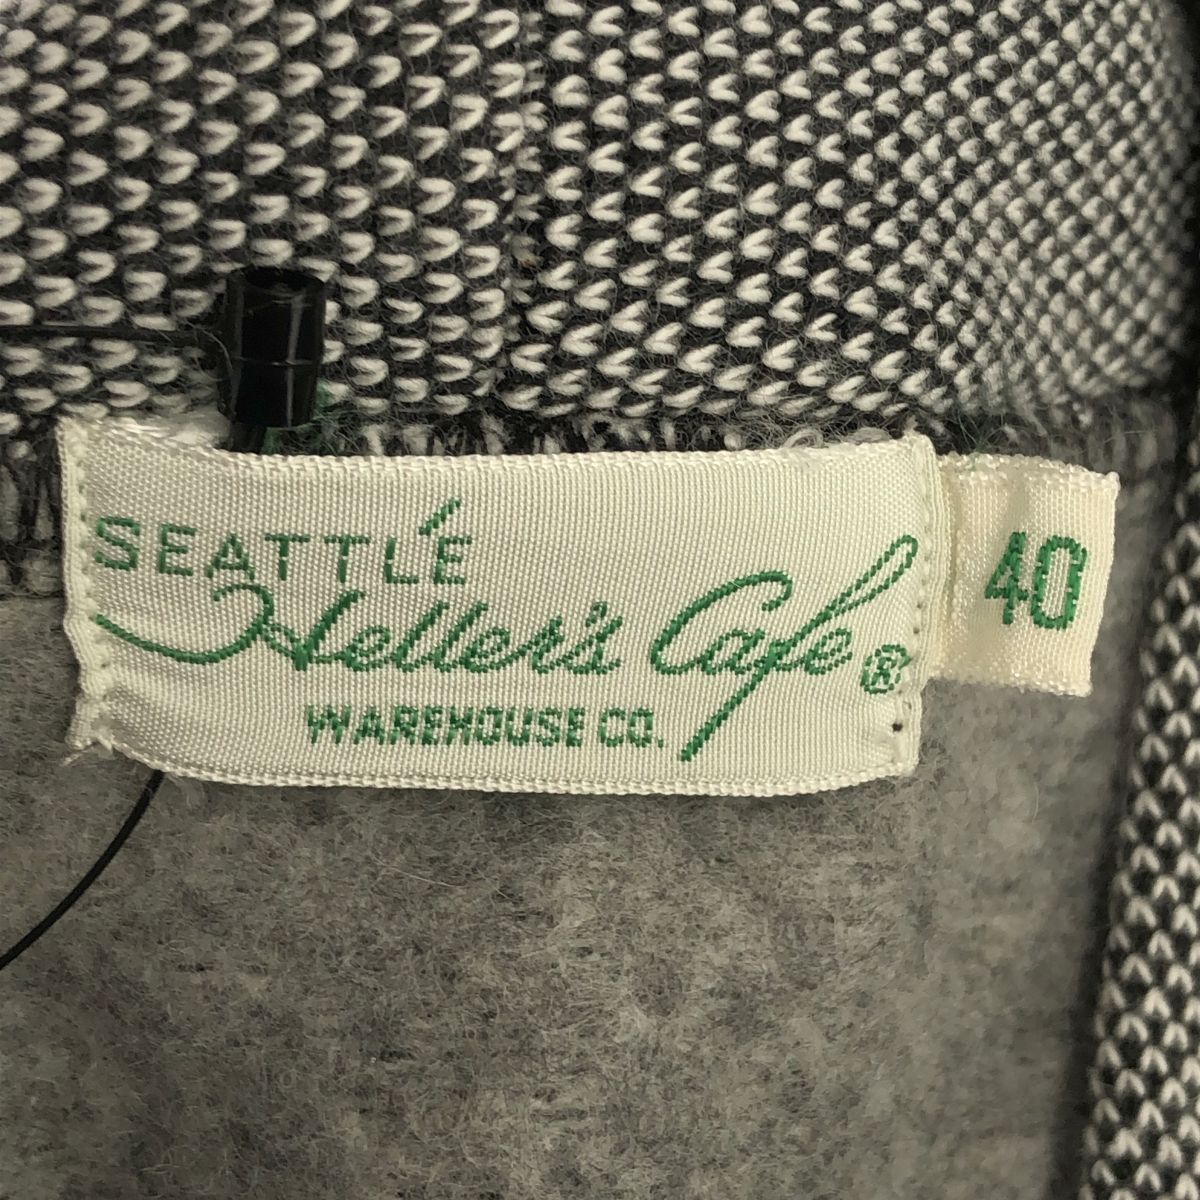 SEATTLE
Heller's Cafe ®
WAREHOUSE CO.
40